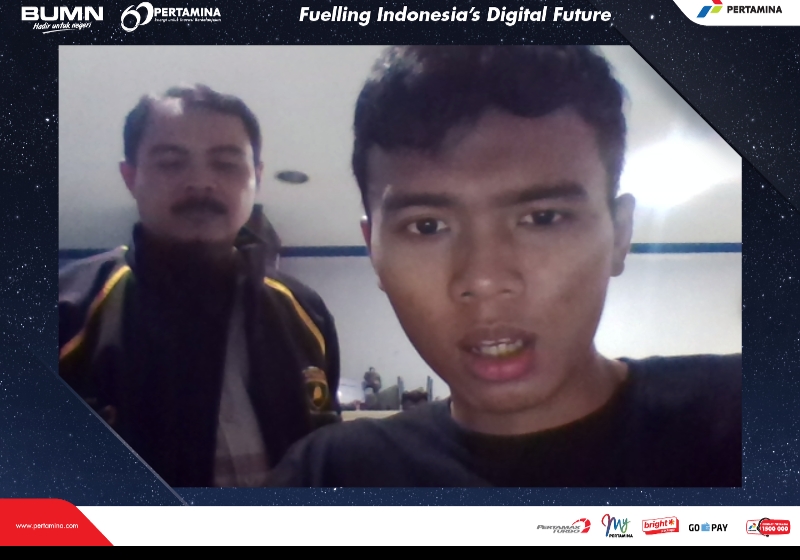 BUMN
Hadir untuk negeri
60 PERTAMINA
Fuelling Indonesia's Digital Future
PERTAMINA
www.pertamina.com
PERTAMAX
TURBO
My
PERTAMINA
bright
GO PAY
1500 000